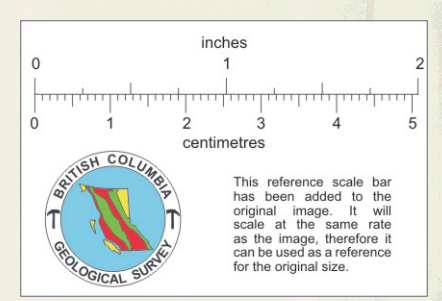 inches
0 1 2
0 1 2 3 4 5
centimetres
BRITISH COLUMBIA
GEOLOGICAL SURVEY
This reference scale bar
has been added to the
original image. It will
scale at the same rate
as the image, therefore it
can be used as a reference
for the original size.